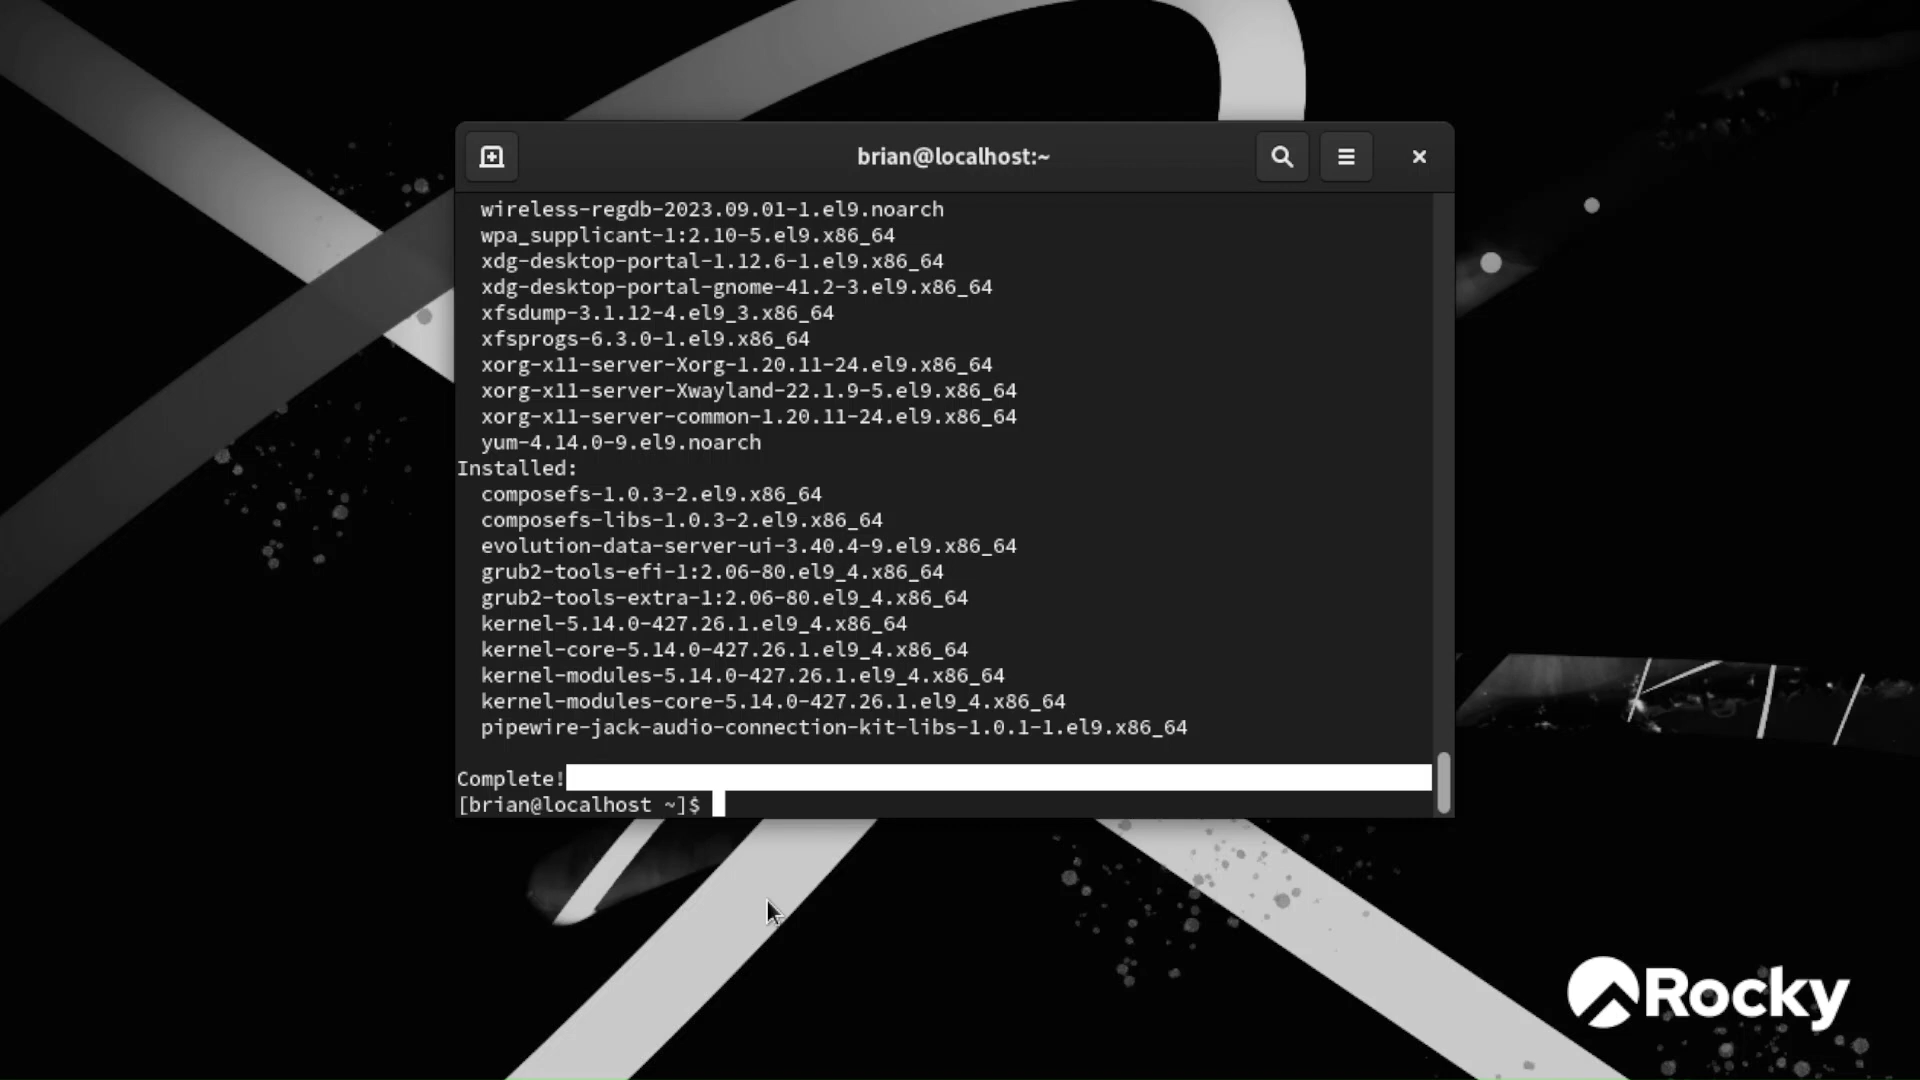 brian@localhost:~
wireless-regdb-2023.09.01-1.el9.noarch
wpa_supplicant-1:2.10-5.el9.x86_64
xdg-desktop-portal-1.12.6-1.el9.x86_64
xdg-desktop-portal-gnome-41.2-3.el9.x86_64
xfsdump-3.1.12-4.el9_3.x86_64
xfsprogs-6.3.0-1.el9.x86_64
xorg-x11-server-Xorg-1.20.11-24.el9.x86_64
xorg-x11-server-Xwayland-22.1.9-5.el9.x86_64
xorg-x11-server-common-1.20.11-24.el9.x86_64
yum-4.14.0-9.el9.noarch
Installed:
composefs-1.0.3-2.el9.x86_64
composefs-libs-1.0.3-2.el9.x86_64
evolution-data-server-ui-3.40.4-9.el9.x86_64
grub2-tools-efi-1:2.06-80.el9_4.x86_64
grub2-tools-extra-1:2.06-80.el9_4.x86_64
kernel-5.14.0-427.26.1.el9_4.x86_64
kernel-core-5.14.0-427.26.1.el9_4.x86_64
kernel-modules-5.14.0-427.26.1.el9_4.x86_64
kernel-modules-core-5.14.0-427.26.1.el9_4.x86_64
pipewire-jack-audio-connection-kit-libs-1.0.1-1.el9.x86_64
Complete!
[brian@localhost ~]$
Rocky